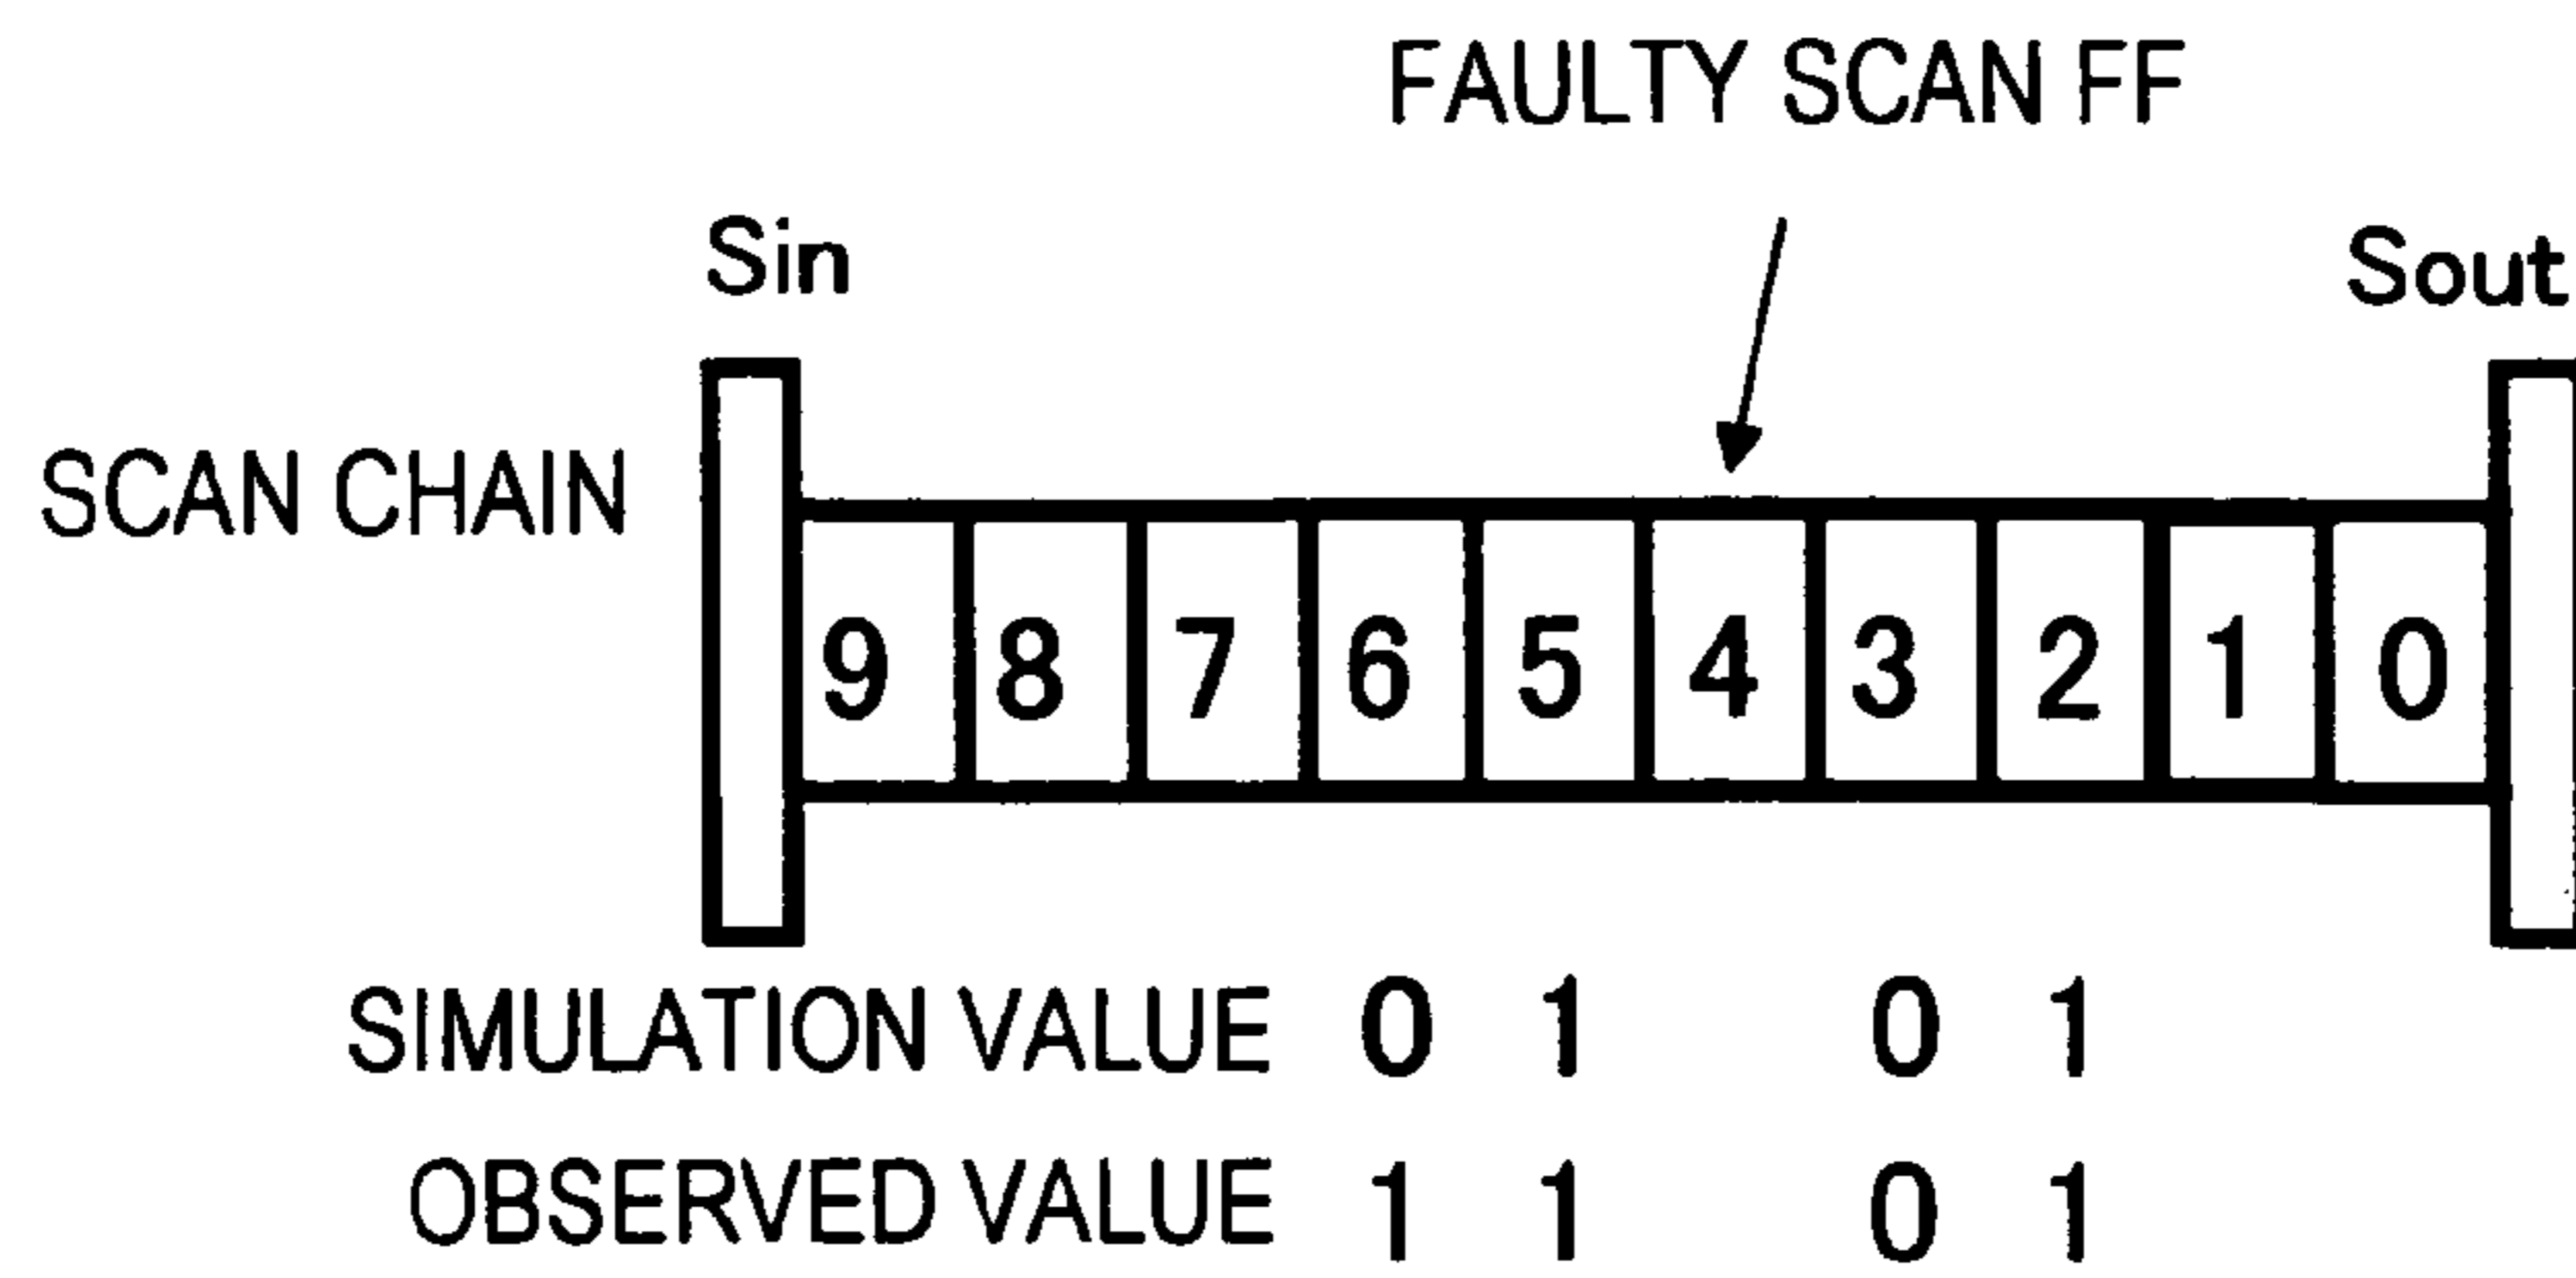 FAULTY SCAN FF
Sin
Sout
SCAN CHAIN
9 8 7 6 5 4 3 2 1 0
SIMULATION VALUE 0 1 0 1
OBSERVED VALUE 1 1 0 1